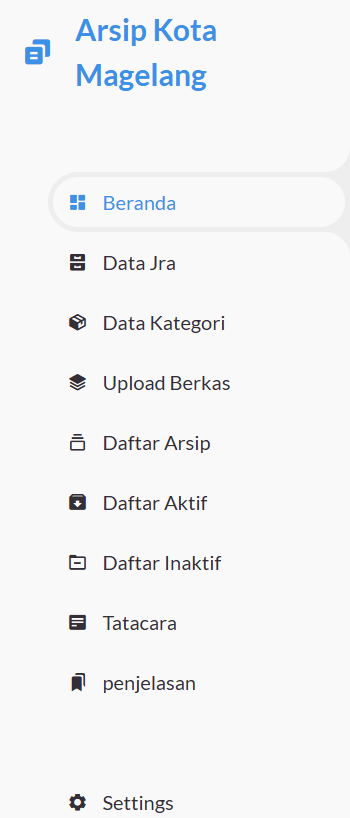 Arsip Kota
Magelang
Beranda
Data Jra
Data Kategori
Upload Berkas
Daftar Arsip
Daftar Aktif
Daftar Inaktif
Tatacara
penjelasan
Settings